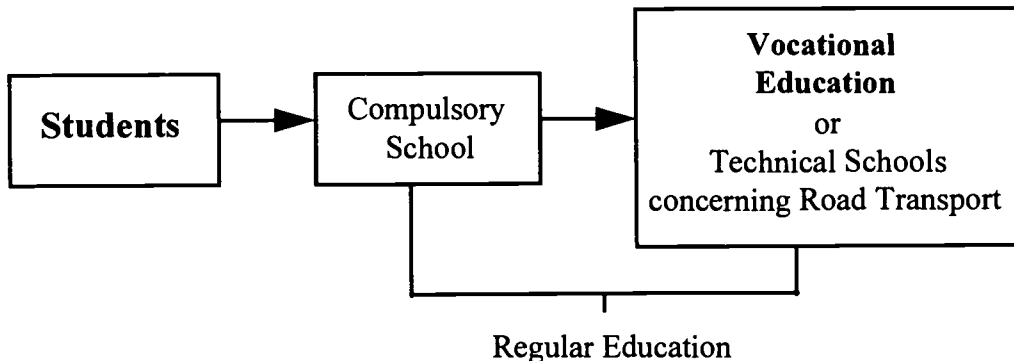 Students
Compulsory
School
Vocational
Education
or
Technical Schools
concerning Road Transport
Regular Education